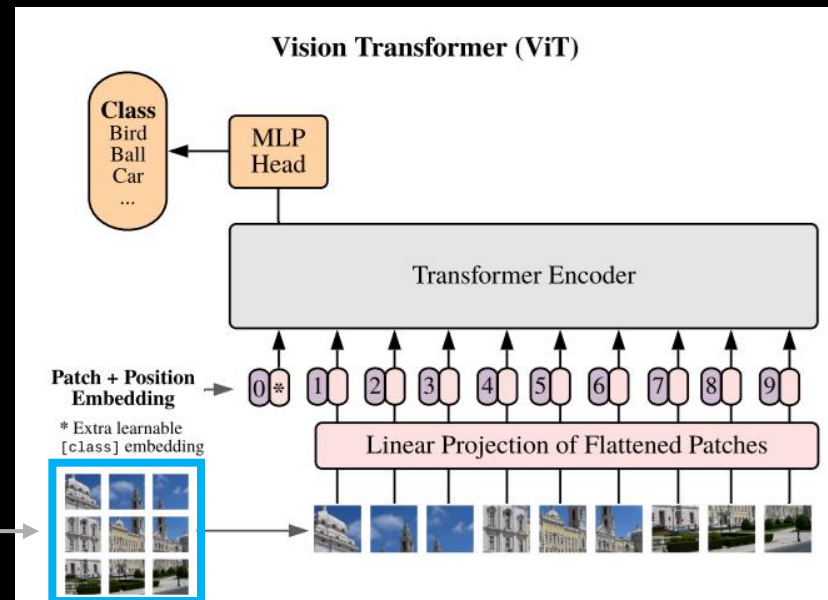 Vision Transformer (ViT)
Class
Bird
Ball
Car
...
MLP
Head
Transformer Encoder
Patch + Position
Embedding
0 * 1 2 3 4 5 6 7 8 9
* Extra learnable
[class] embedding
Linear Projection of Flattened Patches